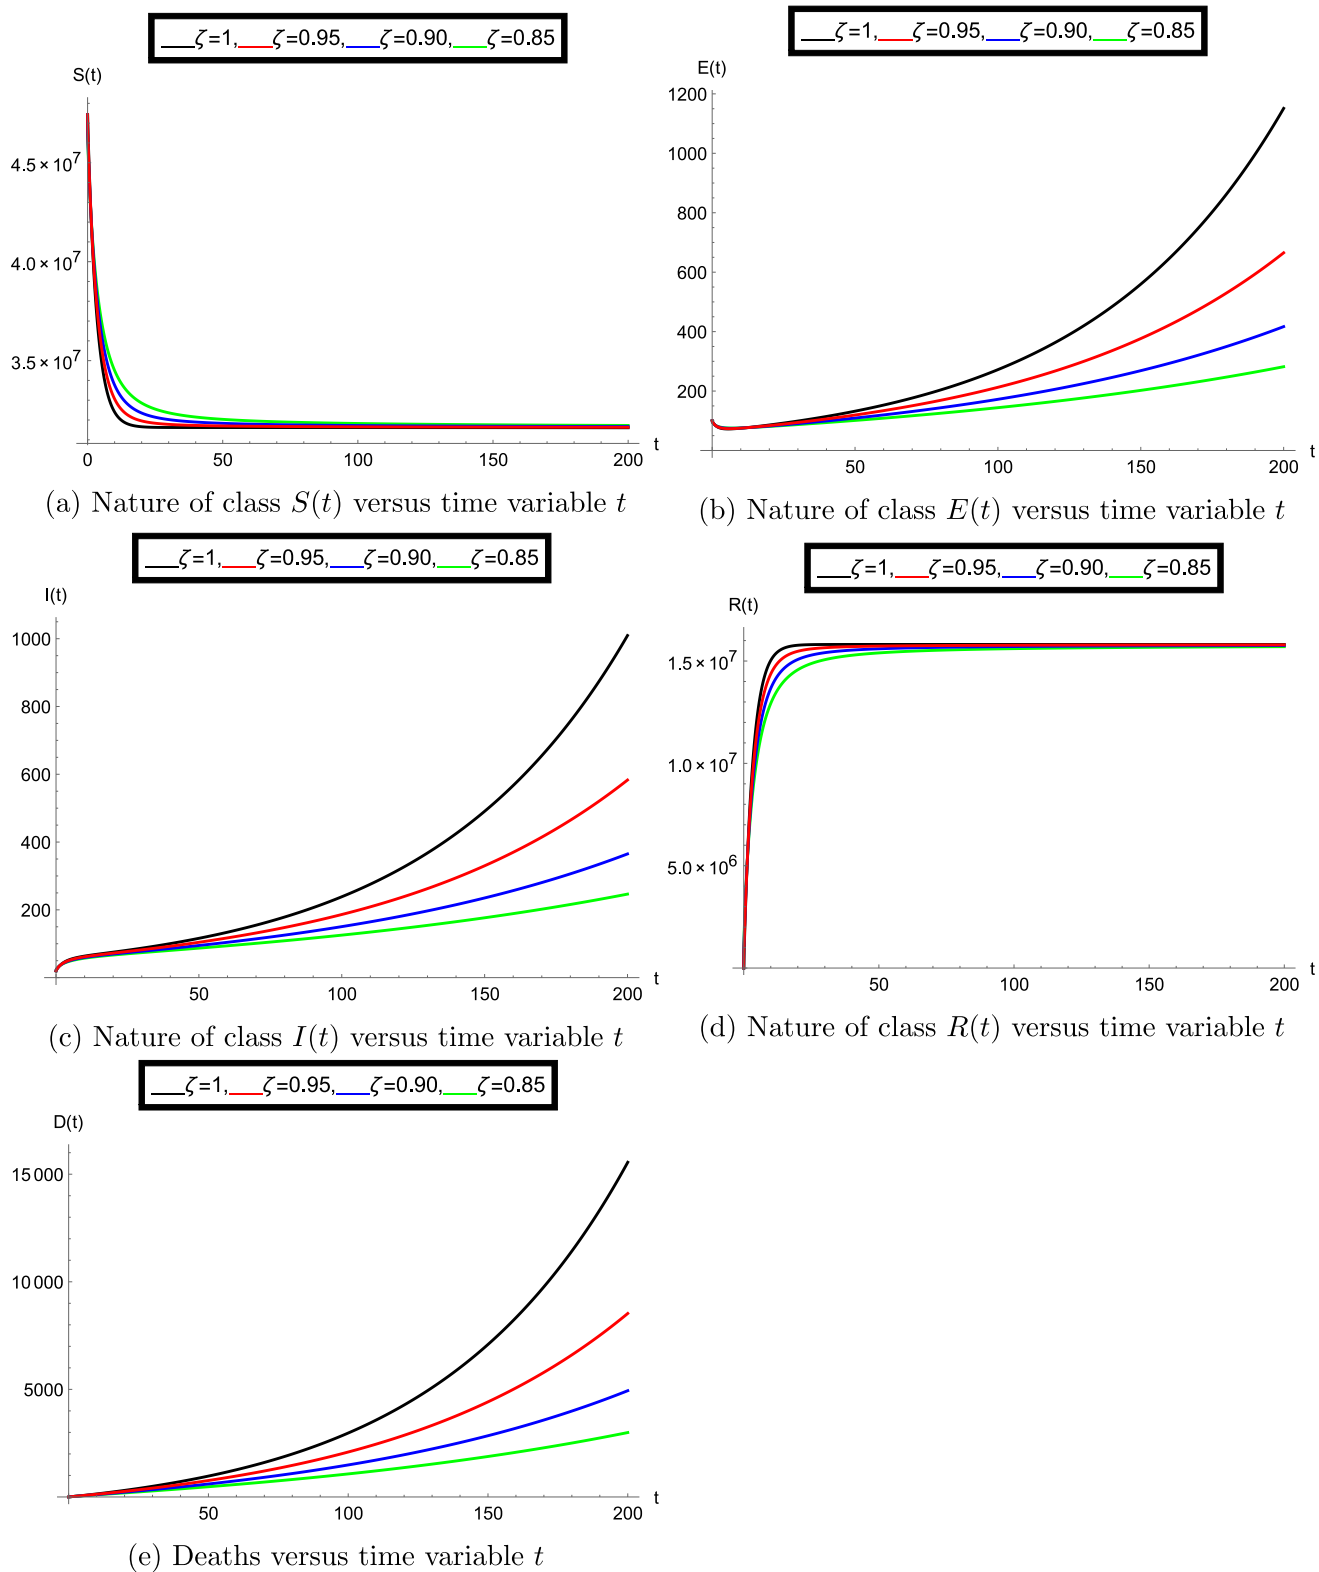 ζ=1, ζ=0.95, ζ=0.90, ζ=0.85
S(t)
4.5×10^7
4.0×10^7
3.5×10^7
0 50 100 150 200 t
(a) Nature of class S(t) versus time variable t
ζ=1, ζ=0.95, ζ=0.90, ζ=0.85
E(t)
1200
1000
800
600
400
200
50 100 150 200 t
(b) Nature of class E(t) versus time variable t
ζ=1, ζ=0.95, ζ=0.90, ζ=0.85
I(t)
1000
800
600
400
200
50 100 150 200 t
(c) Nature of class I(t) versus time variable t
ζ=1, ζ=0.95, ζ=0.90, ζ=0.85
R(t)
1.5×10^7
1.0×10^7
5.0×10^6
50 100 150 200 t
(d) Nature of class R(t) versus time variable t
ζ=1, ζ=0.95, ζ=0.90, ζ=0.85
D(t)
15000
10000
5000
50 100 150 200 t
(e) Deaths versus time variable t